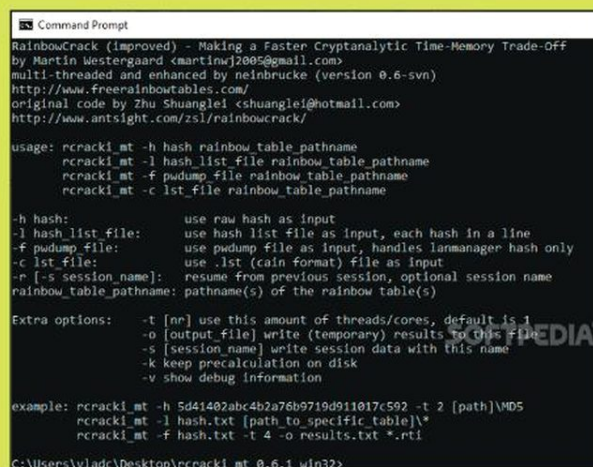 Command Prompt
RainbowCrack (improved) - Making a Faster Cryptanalytic Time-Memory Trade-Off
by Martin Westergaard <martinwj2005@gmail.com>
multi-threaded and enhanced by neinbrucke (version 0.6-svn)
http://www.freerainbowtables.com/
original code by Zhu Shuanglei <shuanglei@hotmail.com>
http://www.antsight.com/zsl/rainbowcrack/
usage: rcracki_mt -h hash rainbow_table_pathname
rcracki_mt -l hash_list_file rainbow_table_pathname
rcracki_mt -f pwdump_file rainbow_table_pathname
rcracki_mt -c lst_file rainbow_table_pathname
-h hash: use raw hash as input
-l hash_list_file: use hash list file as input, each hash in a line
-f pwdump_file: use pwdump file as input, handles lanmanager hash only
-c lst_file: use .lst (cain format) file as input
-r [-s session_name]: resume from previous session, optional session name
rainbow_table_pathname: pathname(s) of the rainbow table(s)
Extra options: -t [nr] use this amount of threads/cores, default is 1
-o [output_file] write (temporary) results to this file
SOFTPEDIA
-s [session_name] write session data with this name
-k keep precalculation on disk
-v show debug information
example: rcracki_mt -h 5d41402abc4b2a76b9719d911017c592 -t 2 [path]\MD5
rcracki_mt -l hash.txt [path_to_specific_table]\*
rcracki_mt -f hash.txt -t 4 -o results.txt *.rti
C:\Users\vladc\Desktop\rcracki_mt_0.6.1_win32>